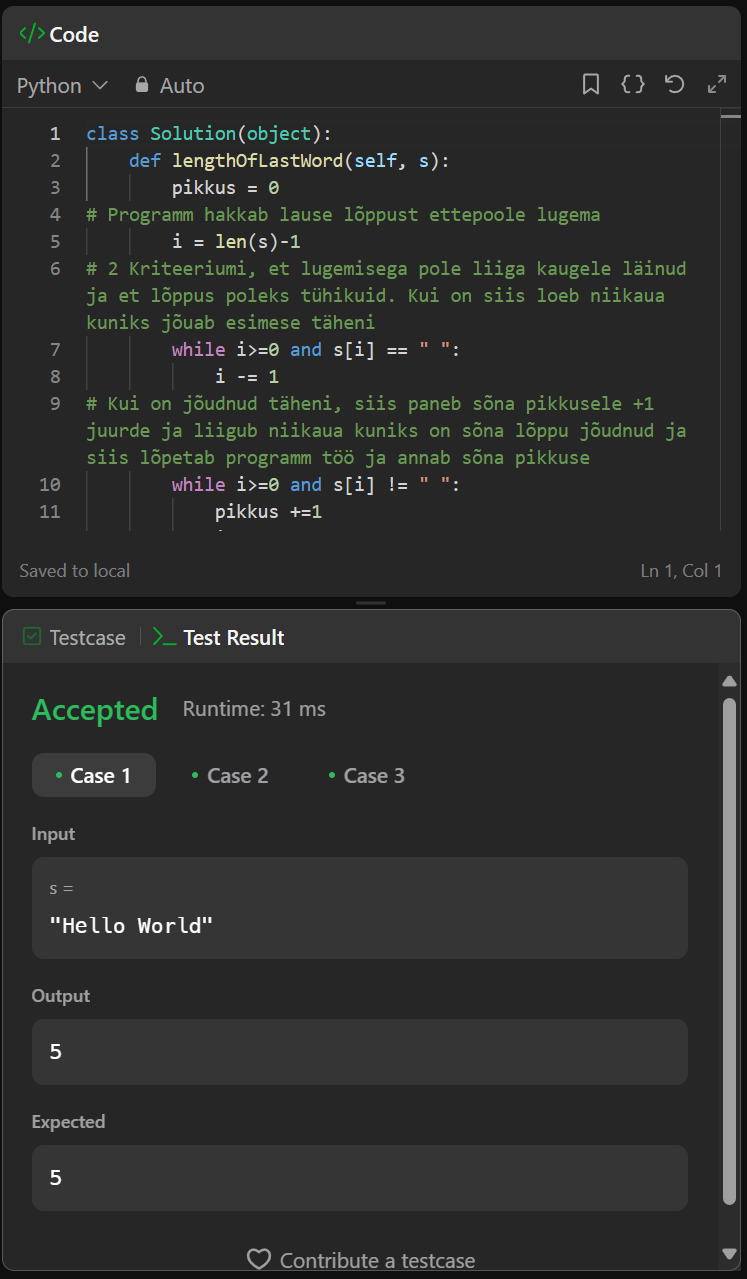 </> Code
Python Auto
1 class Solution(object):
2 def lengthOfLastWord(self, s):
3 pikkus = 0
4 # Programm hakkab lause lõppust ettepoole lugema
5 i = len(s)-1
6 # 2 Kriteeriumi, et lugemisega pole liiga kaugele läinud
ja et lõppus poleks tühikuid. Kui on siis loeb niikaua
kuniks jõuab esimese täheni
7 while i>=0 and s[i] == " ":
8 i -= 1
9 # Kui on jõudnud täheni, siis paneb sõna pikkusele +1
juurde ja liigub niikaua kuniks on sõna lõppu jõudnud ja
siis lõpetab programm töö ja annab sõna pikkuse
10 while i>=0 and s[i] != " ":
11 pikkus +=1
Saved to local Ln 1, Col 1
Testcase >_ Test Result
Accepted Runtime: 31 ms
• Case 1 • Case 2 • Case 3
Input
s =
"Hello World"
Output
5
Expected
5
Contribute a testcase